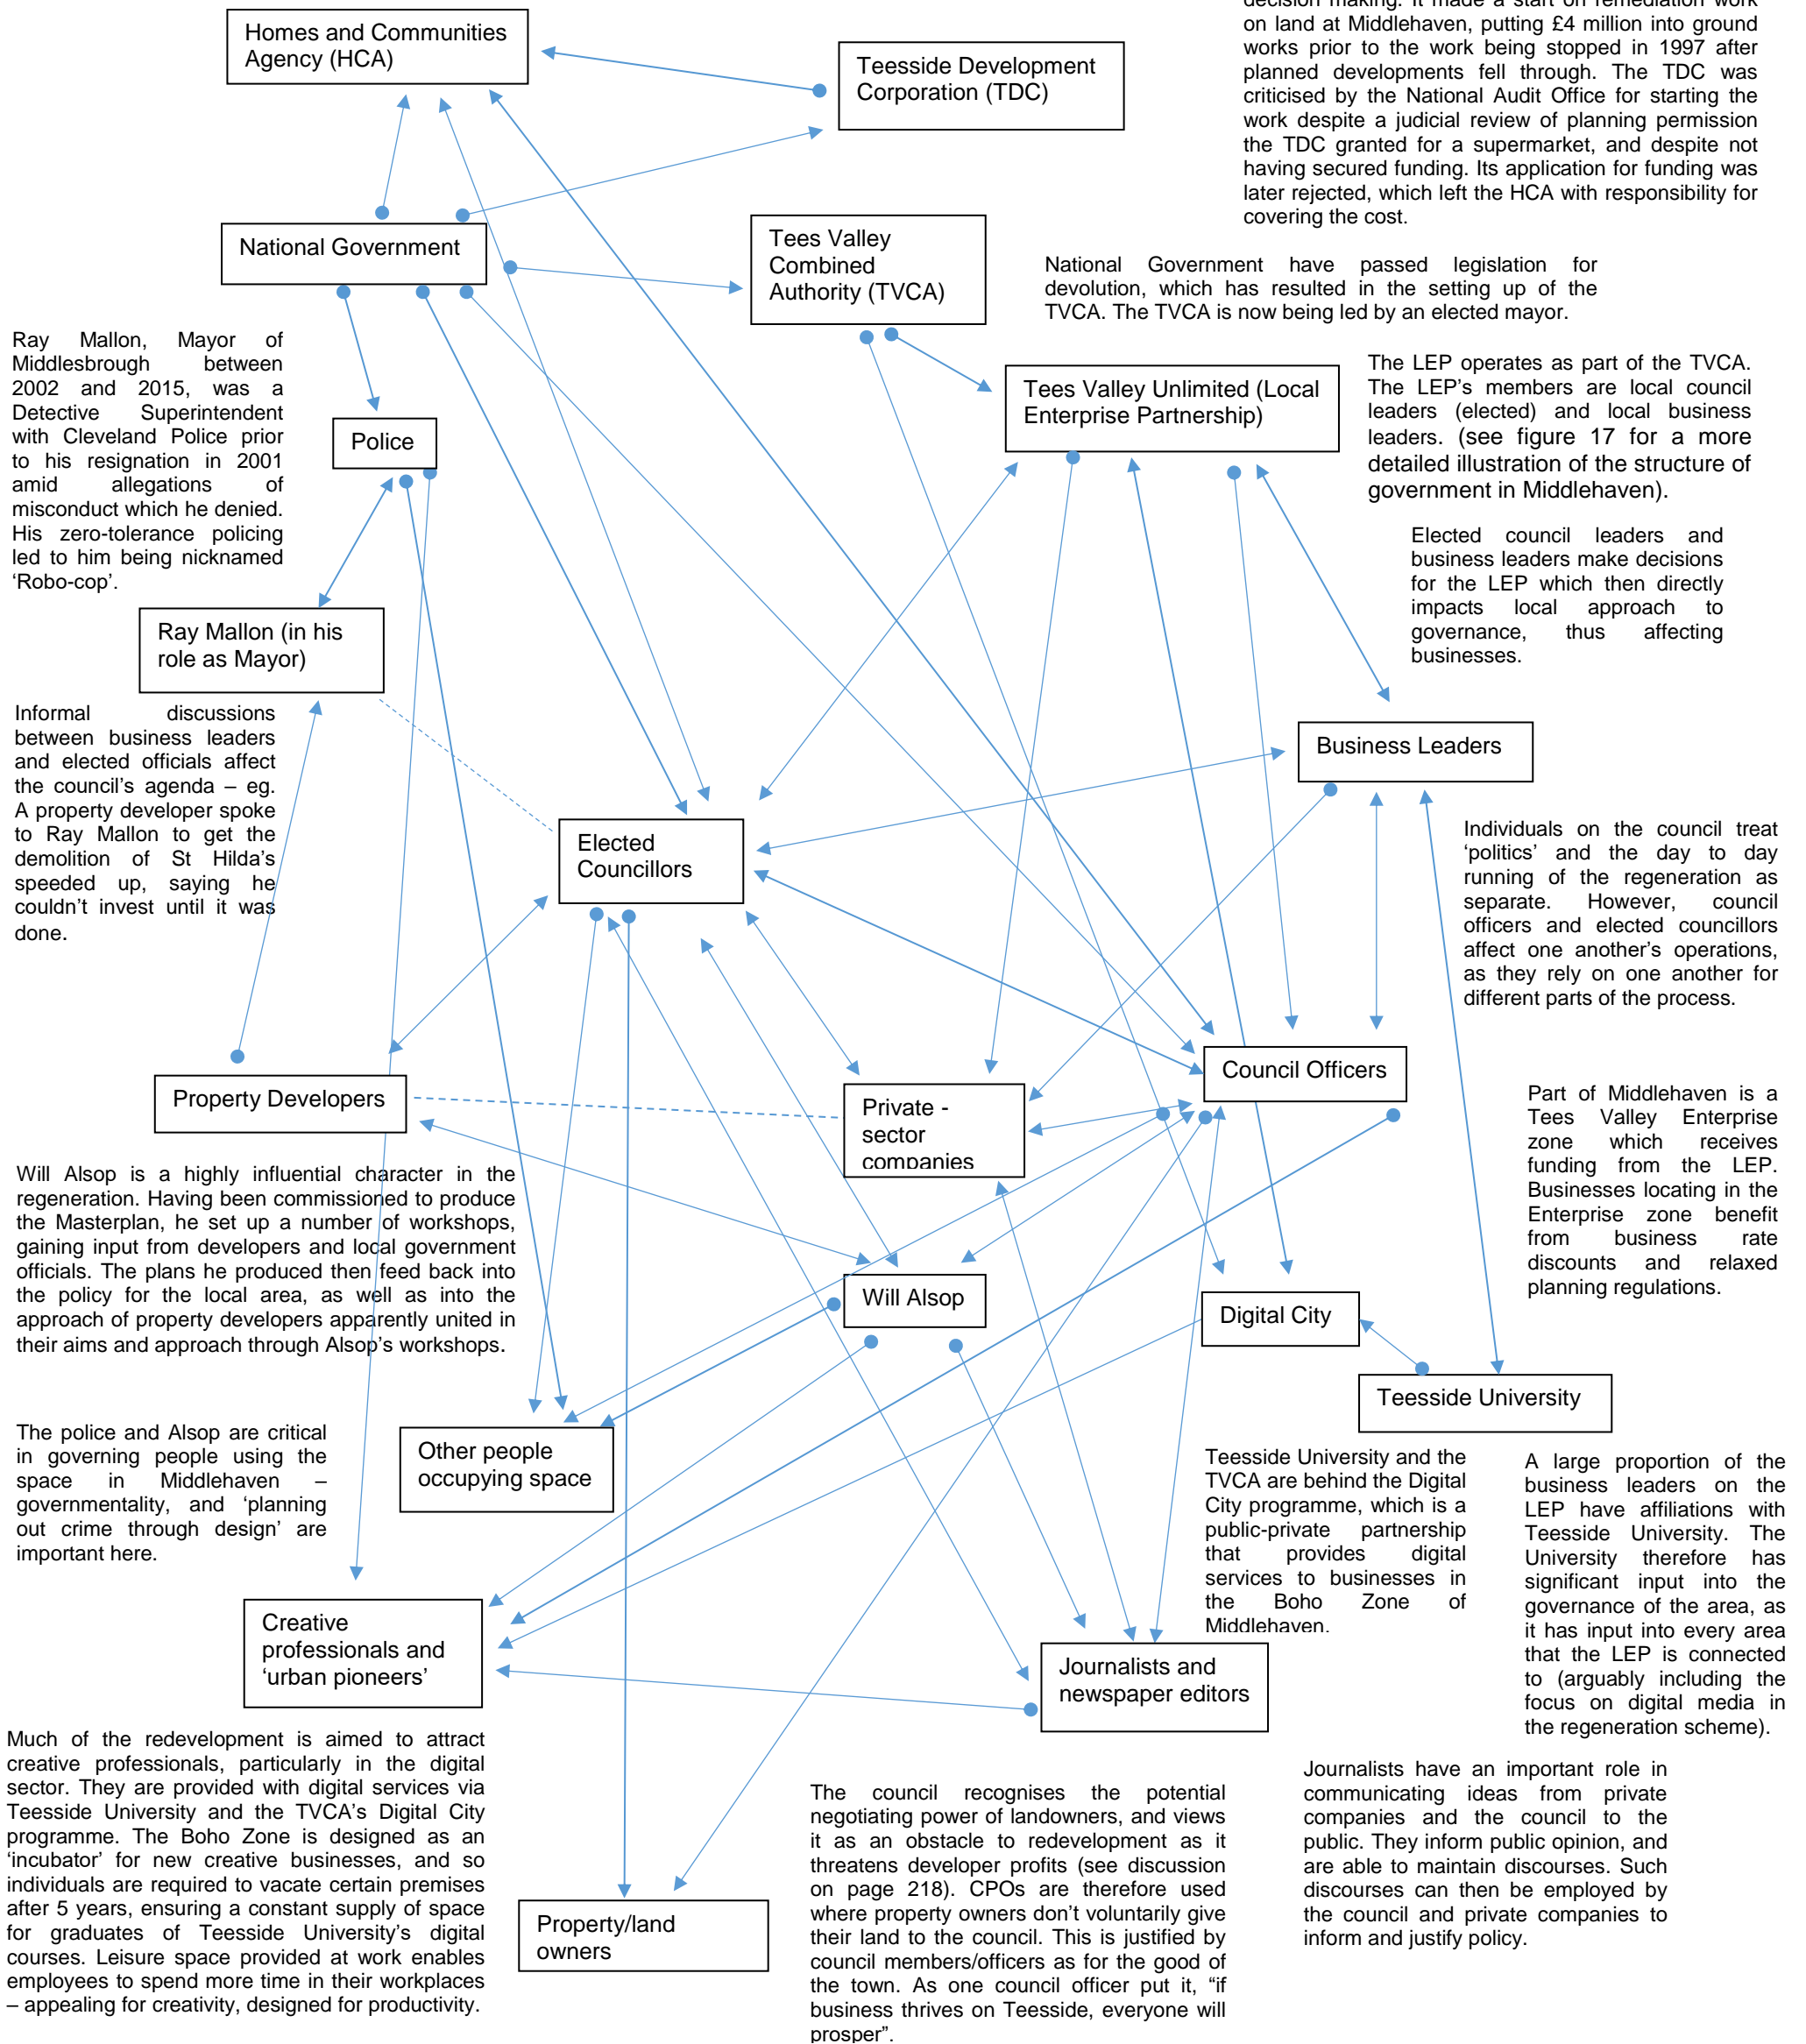 decision making. It made a start on remediation work
on land at Middlehaven, putting £4 million into ground
works prior to the work being stopped in 1997 after
planned developments fell through. The TDC was
criticised by the National Audit Office for starting the
work despite a judicial review of planning permission
the TDC granted for a supermarket, and despite not
having secured funding. Its application for funding was
later rejected, which left the HCA with responsibility for
covering the cost.
Homes and Communities
Agency (HCA)
Teesside Development
Corporation (TDC)
National Government
Tees Valley
Combined
Authority (TVCA)
National Government have passed legislation for
devolution, which has resulted in the setting up of the
TVCA. The TVCA is now being led by an elected mayor.
Ray Mallon, Mayor of
Middlesbrough between
2002 and 2015, was a
Detective Superintendent
with Cleveland Police prior
to his resignation in 2001
amid allegations of
misconduct which he denied.
His zero-tolerance policing
led to him being nicknamed
‘Robo-cop’.
Police
Tees Valley Unlimited (Local
Enterprise Partnership)
The LEP operates as part of the TVCA.
The LEP’s members are local council
leaders (elected) and local business
leaders. (see figure 17 for a more
detailed illustration of the structure of
government in Middlehaven).
Elected council leaders and
business leaders make decisions
for the LEP which then directly
impacts local approach to
governance, thus affecting
businesses.
Ray Mallon (in his
role as Mayor)
Informal discussions
between business leaders
and elected officials affect
the council’s agenda – eg.
A property developer spoke
to Ray Mallon to get the
demolition of St Hilda’s
speeded up, saying he
couldn’t invest until it was
done.
Business Leaders
Elected
Councillors
Individuals on the council treat
‘politics’ and the day to day
running of the regeneration as
separate. However, council
officers and elected councillors
affect one another’s operations,
as they rely on one another for
different parts of the process.
Council Officers
Property Developers
Private -
sector
companies
Part of Middlehaven is a
Tees Valley Enterprise
zone which receives
funding from the LEP.
Businesses locating in the
Enterprise zone benefit
from business rate
discounts and relaxed
planning regulations.
Will Alsop is a highly influential character in the
regeneration. Having been commissioned to produce
the Masterplan, he set up a number of workshops,
gaining input from developers and local government
officials. The plans he produced then feed back into
the policy for the local area, as well as into the
approach of property developers apparently united in
their aims and approach through Alsop’s workshops.
Will Alsop
Digital City
Teesside University
The police and Alsop are critical
in governing people using the
space in Middlehaven –
governmentality, and ‘planning
out crime through design’ are
important here.
Other people
occupying space
Teesside University and the
TVCA are behind the Digital
City programme, which is a
public-private partnership
that provides digital
services to businesses in
the Boho Zone of
Middlehaven.
A large proportion of the
business leaders on the
LEP have affiliations with
Teesside University. The
University therefore has
significant input into the
governance of the area, as
it has input into every area
that the LEP is connected
to (arguably including the
focus on digital media in
the regeneration scheme).
Creative
professionals and
‘urban pioneers’
Journalists and
newspaper editors
Much of the redevelopment is aimed to attract
creative professionals, particularly in the digital
sector. They are provided with digital services via
Teesside University and the TVCA’s Digital City
programme. The Boho Zone is designed as an
‘incubator’ for new creative businesses, and so
individuals are required to vacate certain premises
after 5 years, ensuring a constant supply of space
for graduates of Teesside University’s digital
courses. Leisure space provided at work enables
employees to spend more time in their workplaces
– appealing for creativity, designed for productivity.
Property/land
owners
The council recognises the potential
negotiating power of landowners, and views
it as an obstacle to redevelopment as it
threatens developer profits (see discussion
on page 218). CPOs are therefore used
where property owners don’t voluntarily give
their land to the council. This is justified by
council members/officers as for the good of
the town. As one council officer put it, “if
business thrives on Teesside, everyone will
prosper”.
Journalists have an important role in
communicating ideas from private
companies and the council to the
public. They inform public opinion, and
are able to maintain discourses. Such
discourses can then be employed by
the council and private companies to
inform and justify policy.